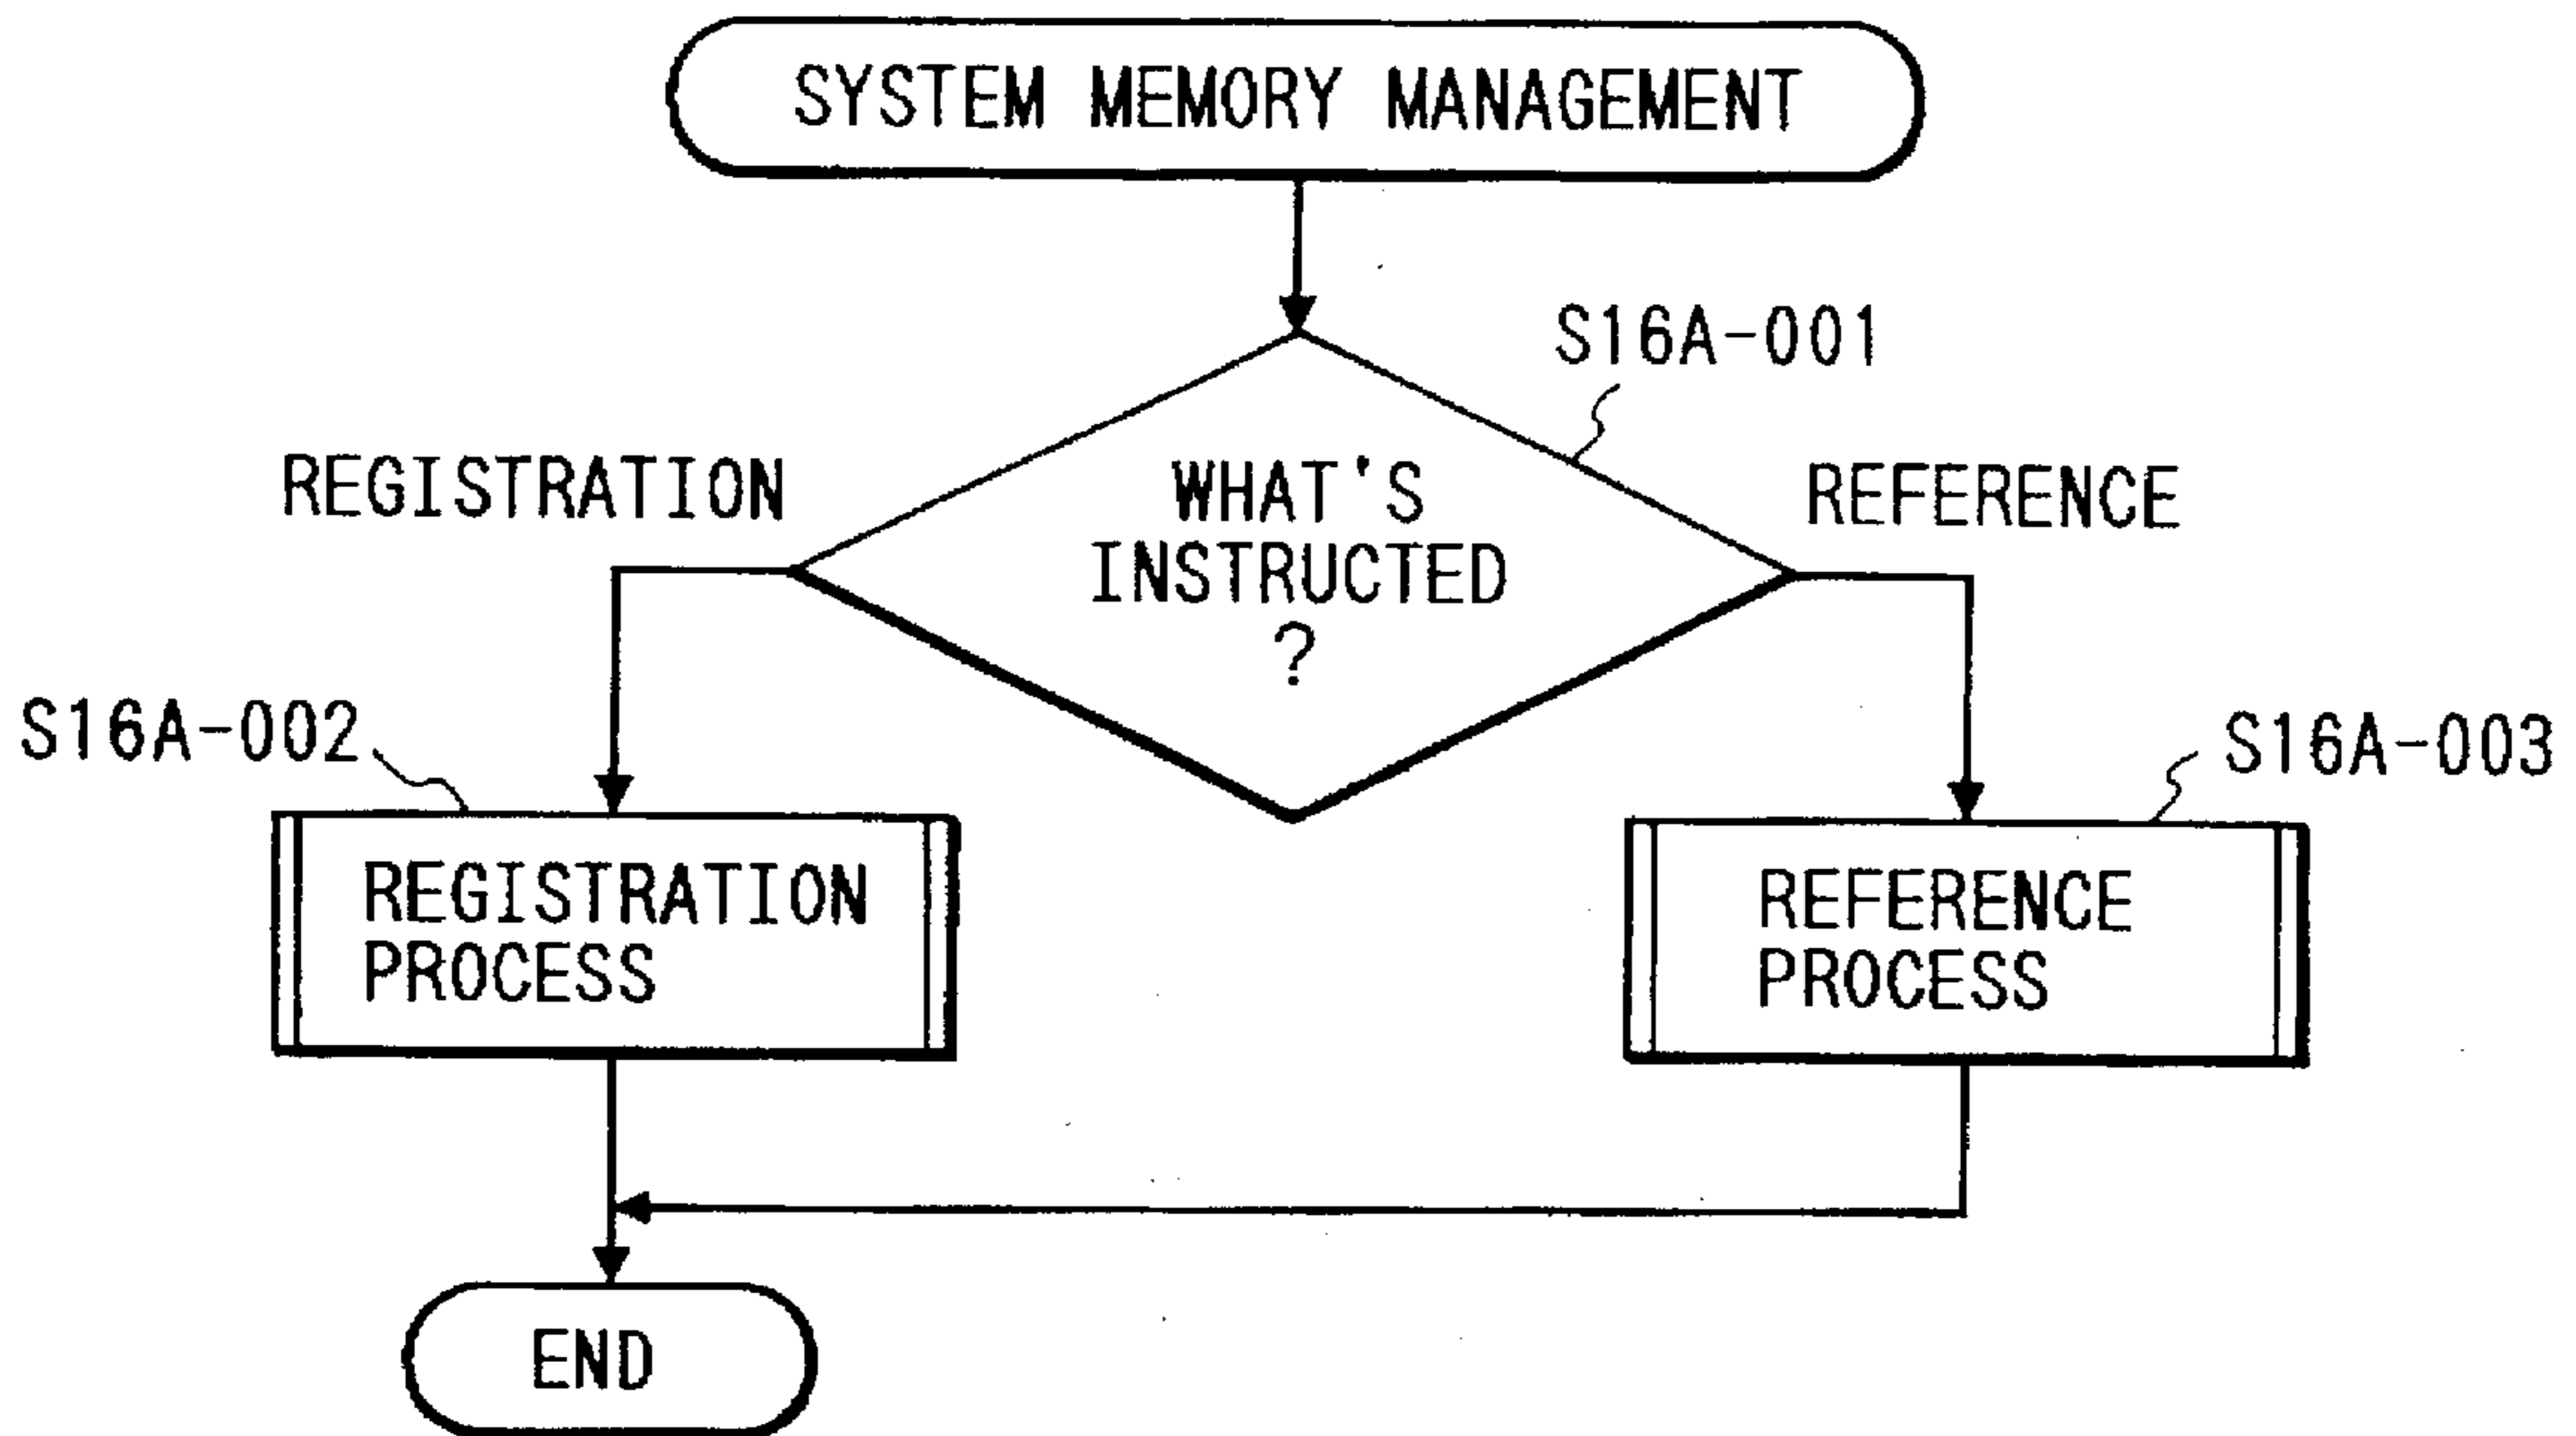 SYSTEM MEMORY MANAGEMENT
S16A-001
REGISTRATION
WHAT'S
INSTRUCTED
?
REFERENCE
S16A-002
S16A-003
REGISTRATION
PROCESS
REFERENCE
PROCESS
END